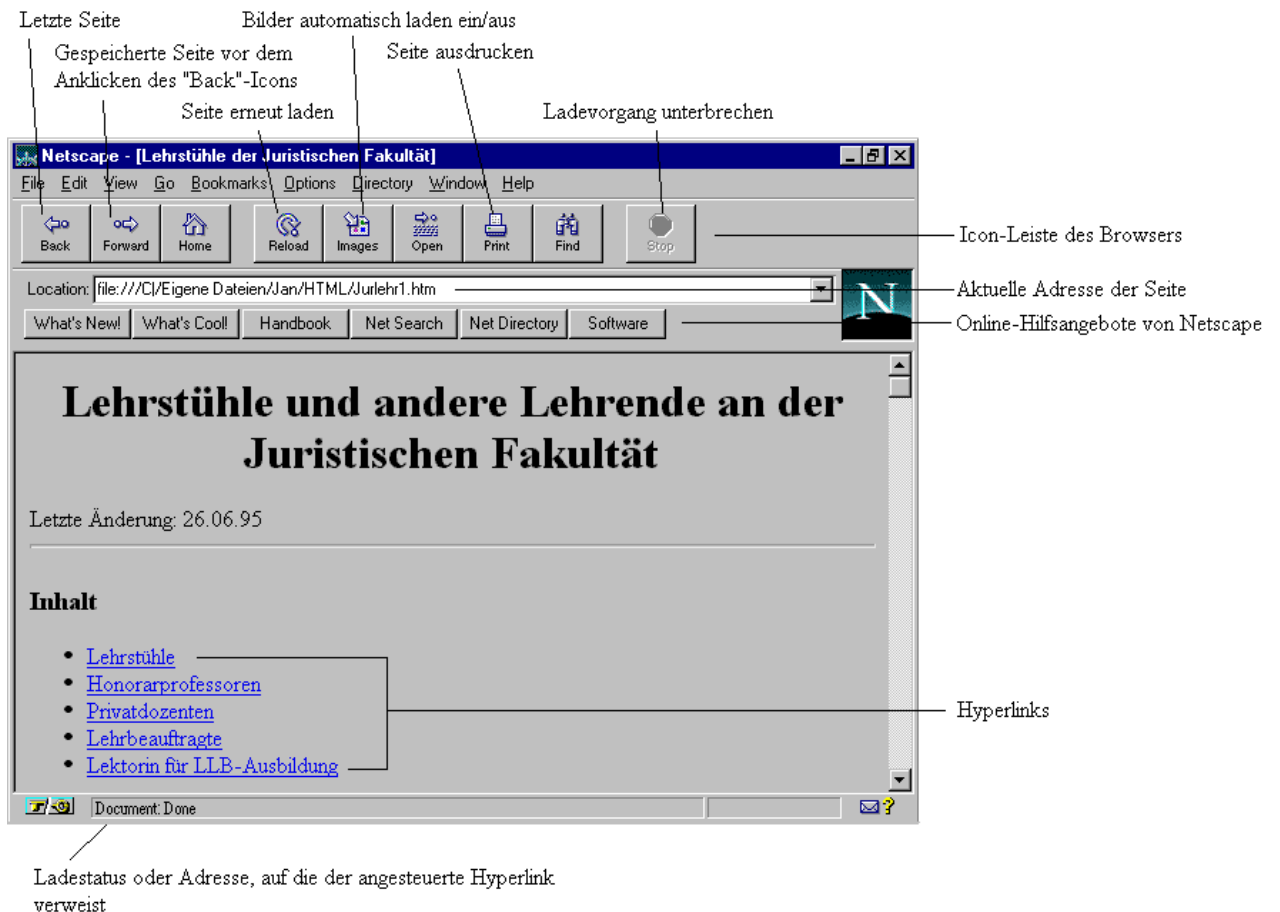 Letzte Seite
Bilder automatisch laden ein/aus
Gespeicherte Seite vor dem
Anklicken des "Back"-Icons
Seite ausdrucken
Seite erneut laden
Ladevorgang unterbrechen
Netscape - [Lehrstühle der Juristischen Fakultät]
File Edit View Go Bookmarks Options Directory Window Help
Back Forward Home Reload Images Open Print Find Stop
Icon-Leiste des Browsers
Location: file:///C|/Eigene Dateien/Jan/HTML/Jurlehr1.htm
N
Aktuelle Adresse der Seite
What's New! What's Cool! Handbook Net Search Net Directory Software
Online-Hilfsangebote von Netscape
Lehrstühle und andere Lehrende an der
Juristischen Fakultät
Letzte Änderung: 26.06.95
Inhalt
Lehrstühle
Honorarprofessoren
Privatdozenten
Lehrbeauftragte
Lektorin für LLB-Ausbildung
Hyperlinks
Document: Done
?
Ladestatus oder Adresse, auf die der angesteuerte Hyperlink
verweist